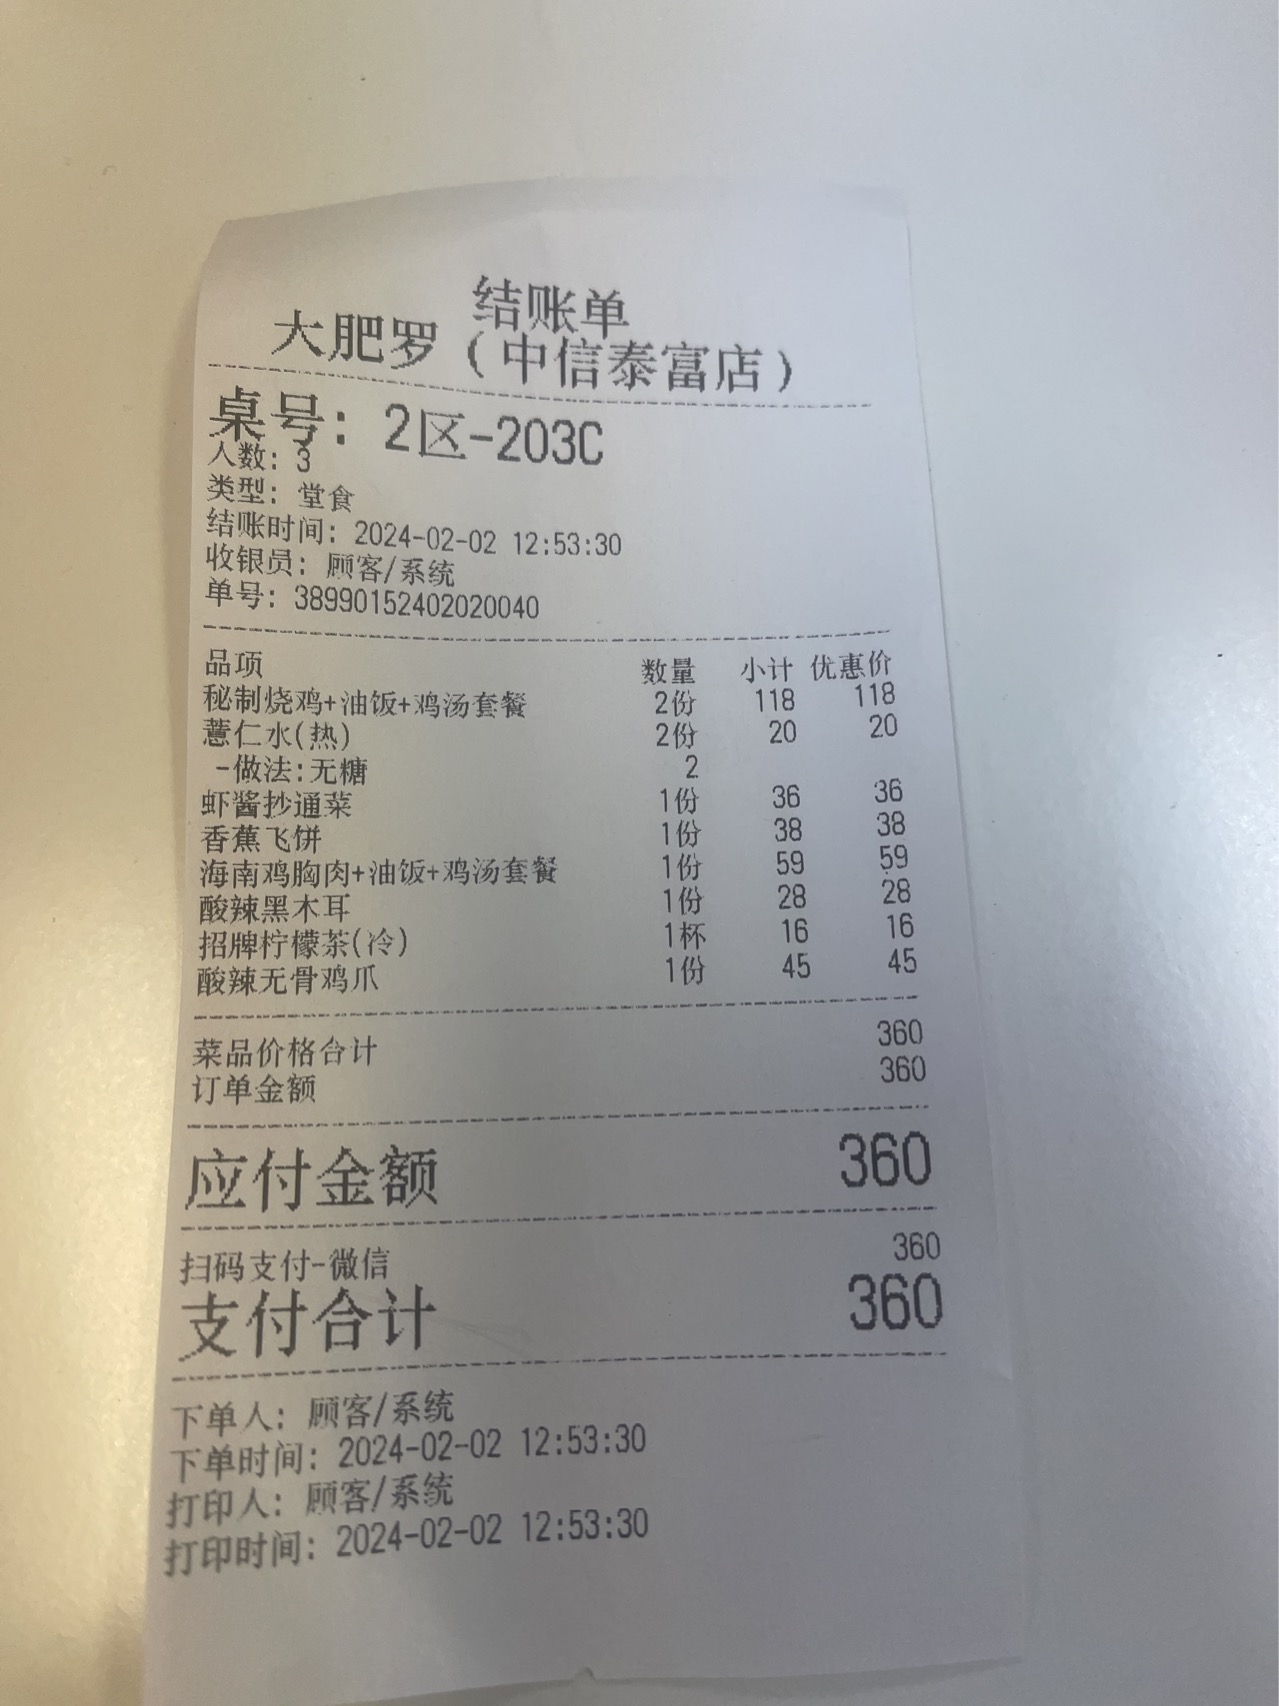 结账单
大肥罗（中信泰富店）
桌号: 2区-203C
人数: 3
类型: 堂食
结账时间: 2024-02-02 12:53:30
收银员: 顾客/系统
单号: 38990152402020040
品项 数量 小计 优惠价
秘制烧鸡+油饭+鸡汤套餐 2份 118 118
薏仁水(热) 2份 20 20
-做法:无糖 2
虾酱抄通菜 1份 36 36
香蕉飞饼 1份 38 38
海南鸡胸肉+油饭+鸡汤套餐 1份 59 59
酸辣黑木耳 1份 28 28
招牌柠檬茶(冷) 1杯 16 16
酸辣无骨鸡爪 1份 45 45
菜品价格合计 360
订单金额 360
应付金额 360
扫码支付-微信 360
支付合计 360
下单人: 顾客/系统
下单时间: 2024-02-02 12:53:30
打印人: 顾客/系统
打印时间: 2024-02-02 12:53:30